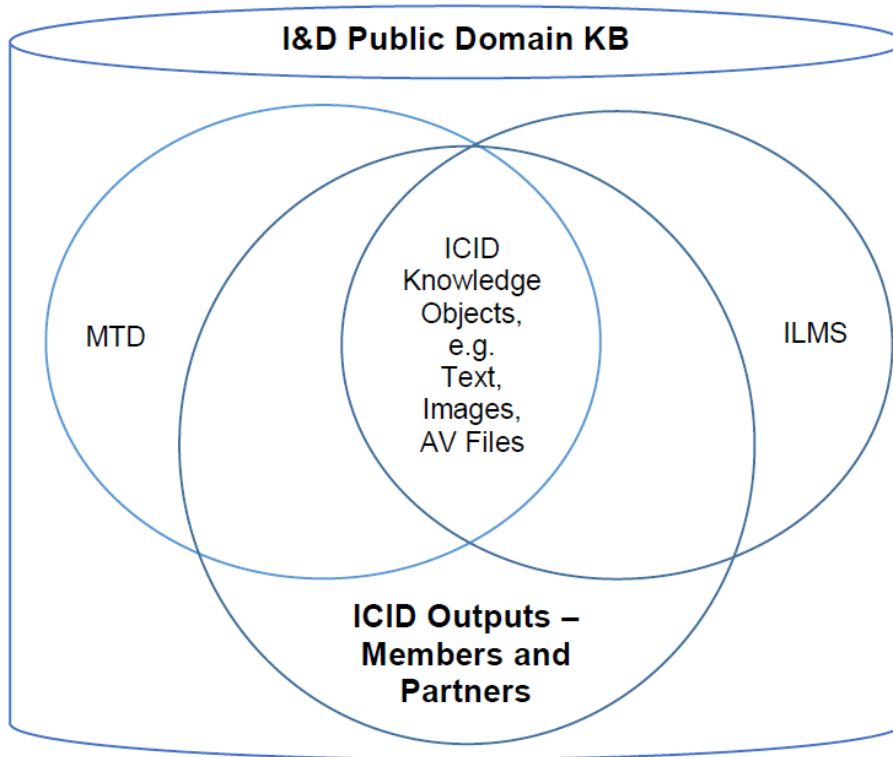 I&D Public Domain KB
ICID
Knowledge
Objects,
e.g.
Text,
Images,
AV Files
MTD
ILMS
ICID Outputs –
Members and
Partners